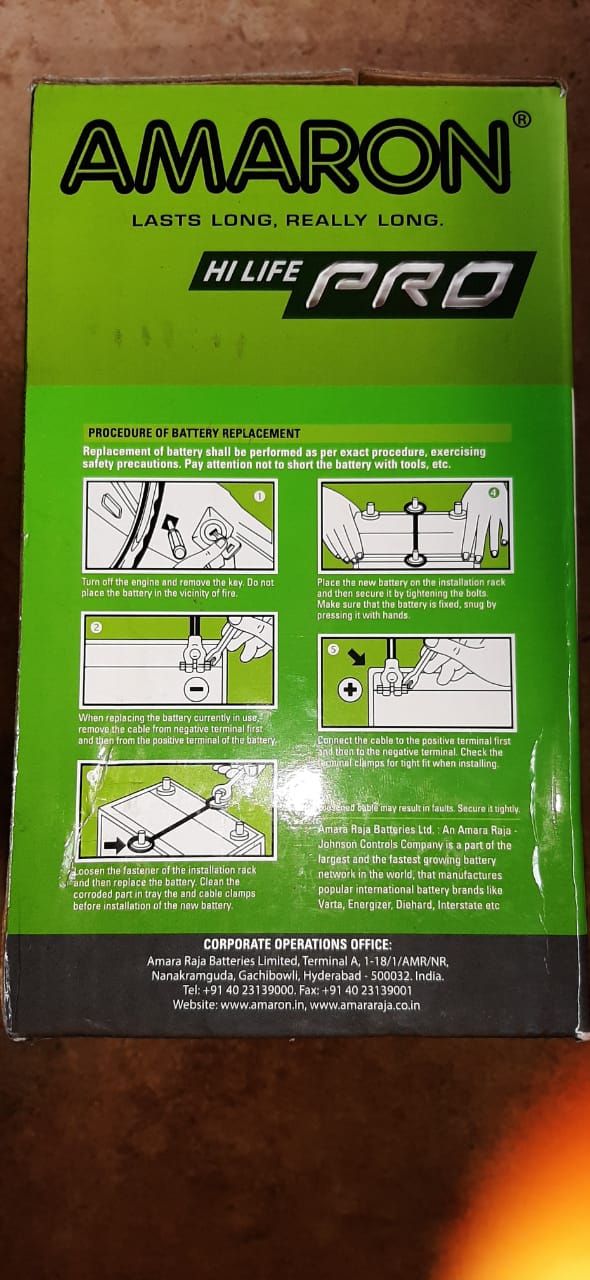 AMARON®
LASTS LONG, REALLY LONG.
HI LIFE PRO
PROCEDURE OF BATTERY REPLACEMENT
Replacement of battery shall be performed as per exact procedure, exercising
safety precautions. Pay attention not to short the battery with tools, etc.
1
Turn off the engine and remove the key. Do not
place the battery in the vicinity of fire.
2
When replacing the battery currently in use,
remove the cable from negative terminal first
and then from the positive terminal of the battery.
Loosen the fastener of the installation rack
and then replace the battery. Clean the
corroded part in tray the and cable clamps
before installation of the new battery.
4
Place the new battery on the installation rack
and then secure it by tightening the bolts.
Make sure that the battery is fixed, snug by
pressing it with hands.
5
Connect the cable to the positive terminal first
and then to the negative terminal. Check the
terminal clamps for tight fit when installing.
cable may result in faults. Secure it tightly.
Amara Raja Batteries Ltd. : An Amara Raja -
Johnson Controls Company is a part of the
largest and the fastest growing battery
network in the world, that manufactures
popular international battery brands like
Varta, Energizer, Diehard, Interstate etc
CORPORATE OPERATIONS OFFICE:
Amara Raja Batteries Limited, Terminal A, 1-18/1/AMR/NR,
Nanakramguda, Gachibowli, Hyderabad - 500032. India.
Tel: +91 40 23139000. Fax: +91 40 23139001
Website: www.amaron.in, www.amararaja.co.in